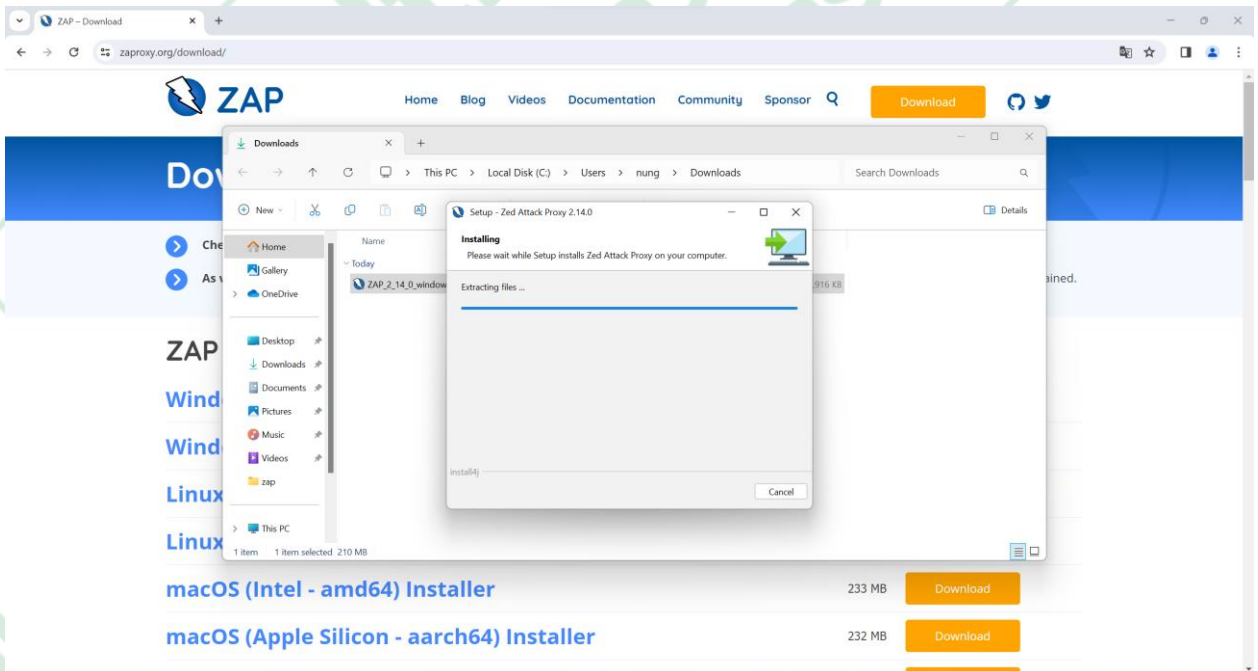 ZAP – Download
zaproxy.org/download/
ZAP
Home Blog Videos Documentation Community Sponsor
Download
Downloads
This PC > Local Disk (C:) > Users > nung > Downloads
Search Downloads
New
Details
Home
Gallery
OneDrive
Desktop
Downloads
Documents
Pictures
Music
Videos
zap
This PC
Name
Today
ZAP_2_14_0_window
916 KB
1 item 1 item selected 210 MB
Setup - Zed Attack Proxy 2.14.0
Installing
Please wait while Setup installs Zed Attack Proxy on your computer.
Extracting files ...
install4j
Cancel
Dow
Che
As w
ained.
ZAP
Wind
Wind
Linux
Linux
macOS (Intel - amd64) Installer 233 MB Download
macOS (Apple Silicon - aarch64) Installer 232 MB Download